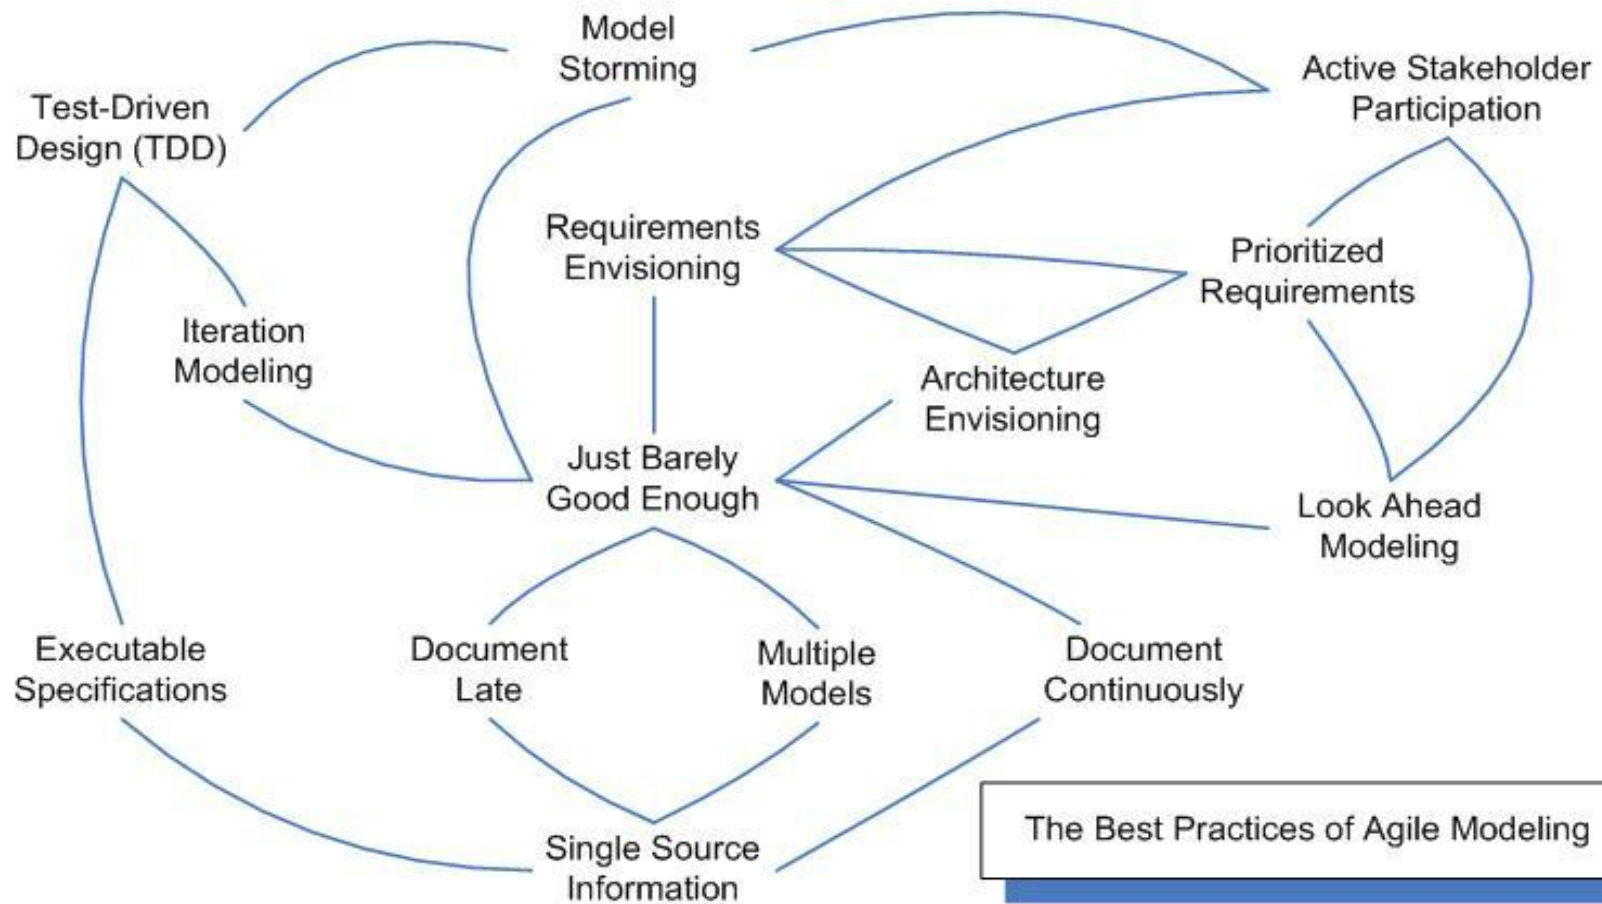 Model
Storming
Active Stakeholder
Participation
Test-Driven
Design (TDD)
Requirements
Envisioning
Prioritized
Requirements
Iteration
Modeling
Architecture
Envisioning
Just Barely
Good Enough
Look Ahead
Modeling
Executable
Specifications
Document
Late
Multiple
Models
Document
Continuously
Single Source
Information
The Best Practices of Agile Modeling